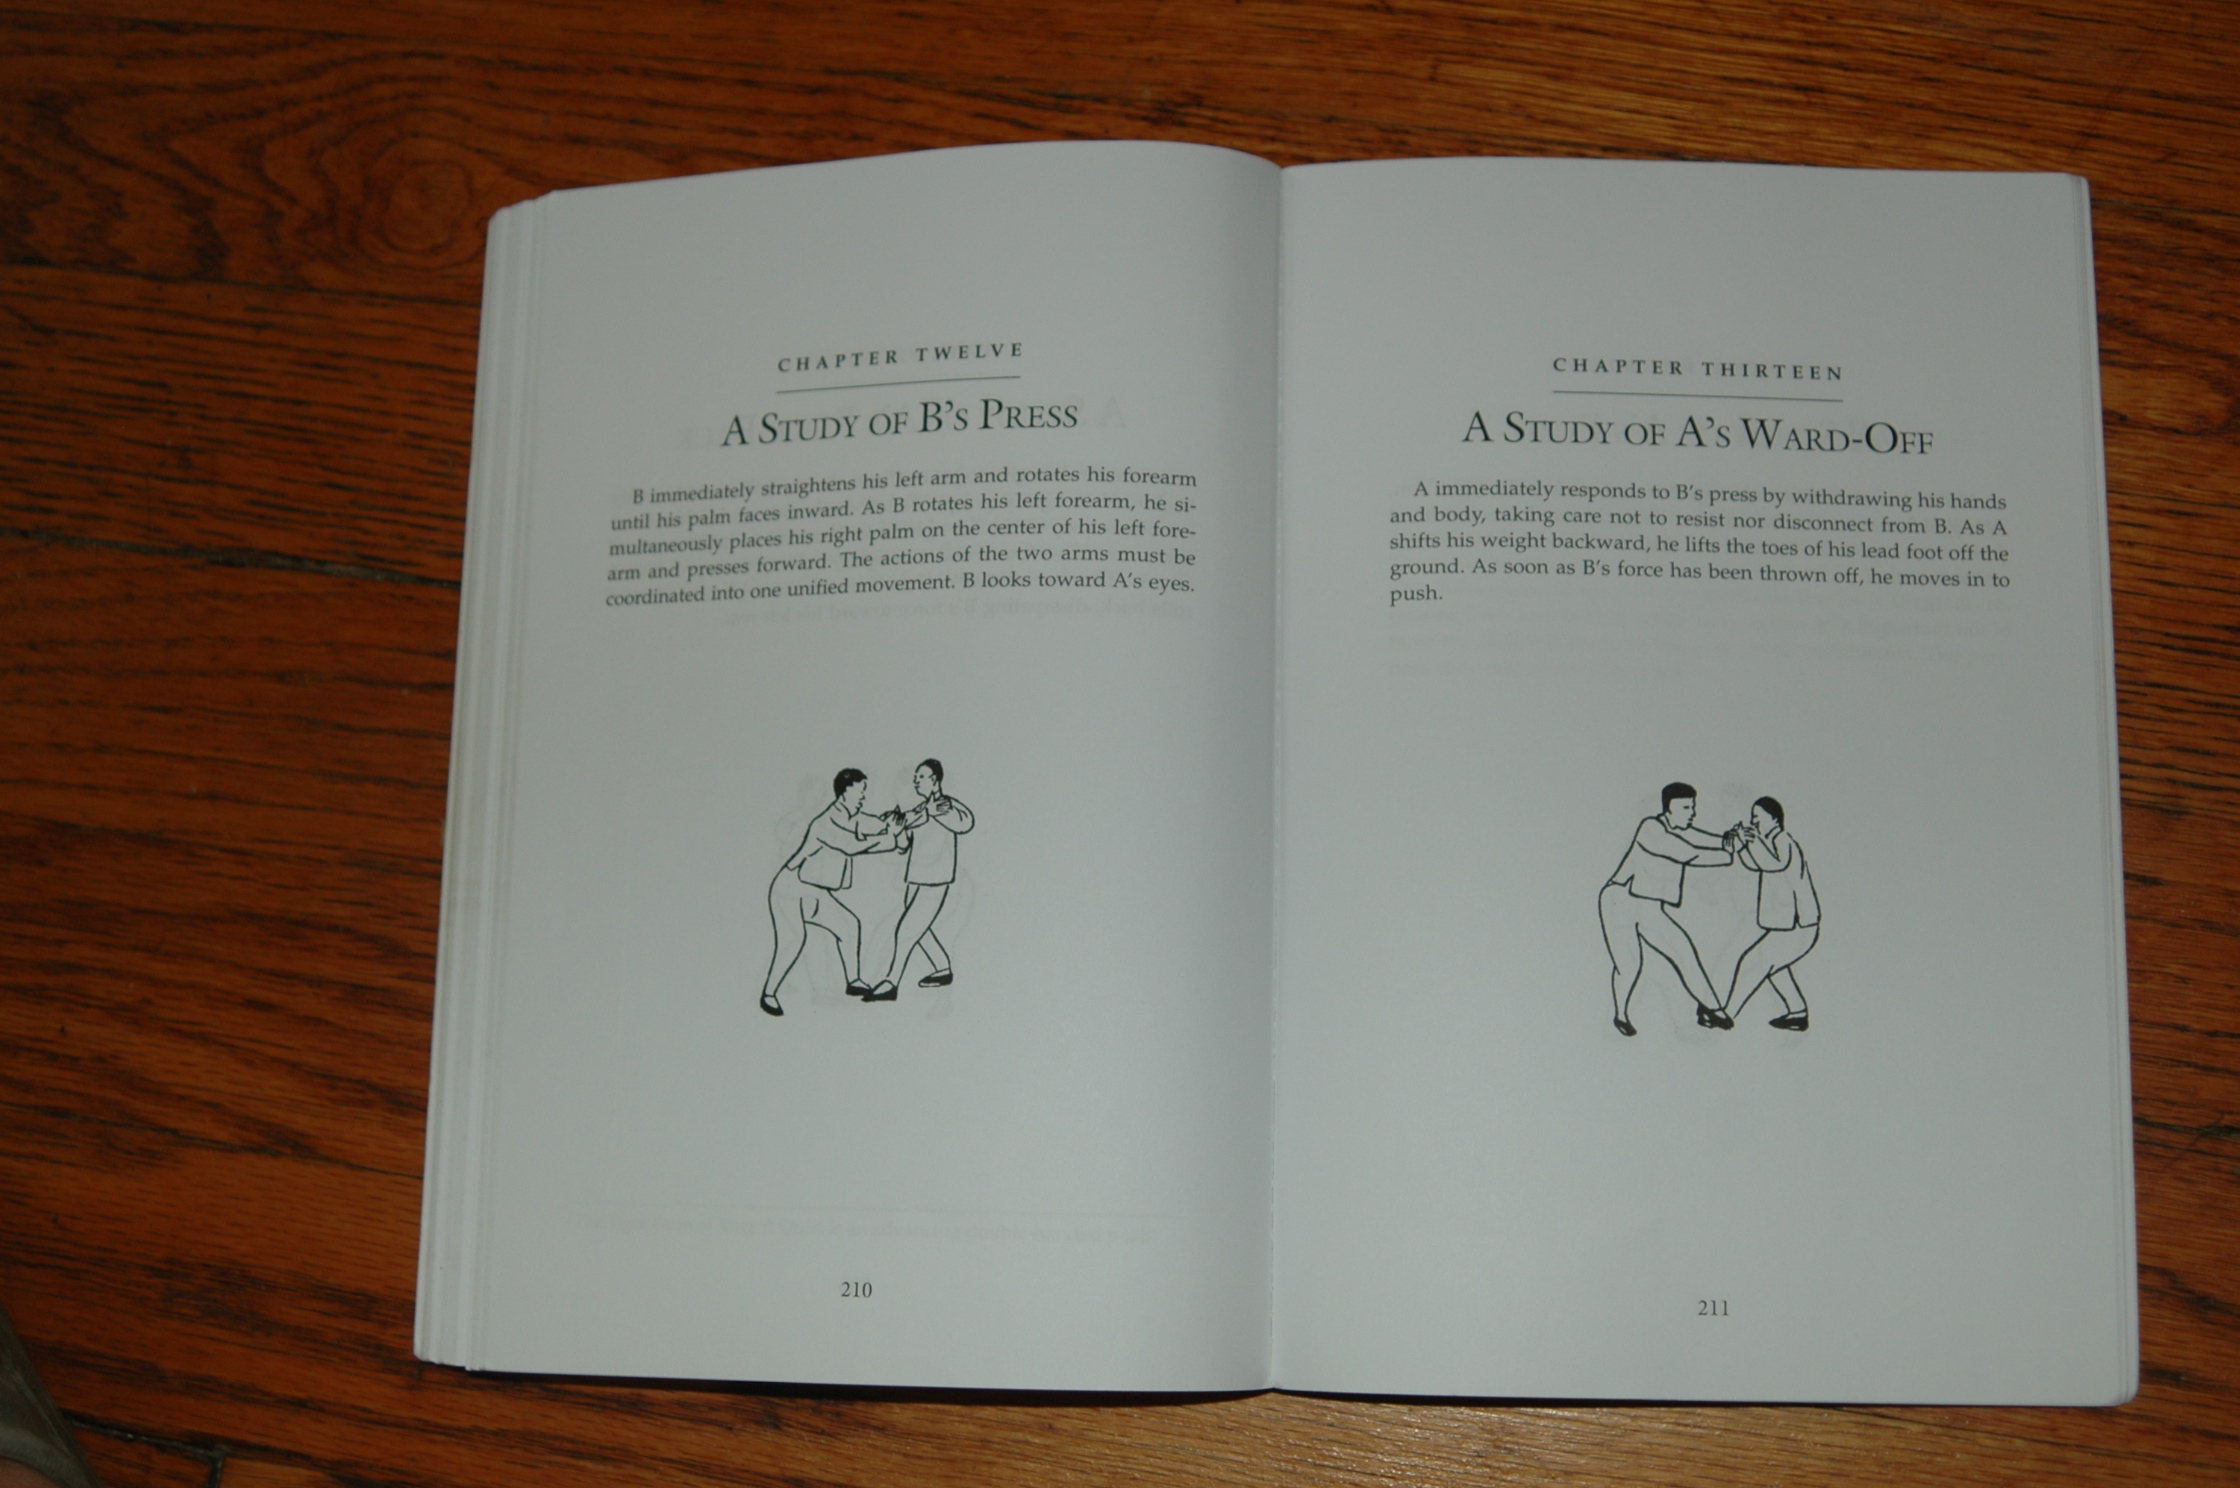 CHAPTER TWELVE
A STUDY OF B'S PRESS
B immediately straightens his left arm and rotates his forearm
until his palm faces inward. As B rotates his left forearm, he si-
multaneously places his right palm on the center of his left fore-
arm and presses forward. The actions of the two arms must be
coordinated into one unified movement. B looks toward A's eyes.
210
CHAPTER THIRTEEN
A STUDY OF A'S WARD-OFF
A immediately responds to B's press by withdrawing his hands
and body, taking care not to resist nor disconnect from B. As A
shifts his weight backward, he lifts the toes of his lead foot off the
ground. As soon as B's force has been thrown off, he moves in to
push.
211